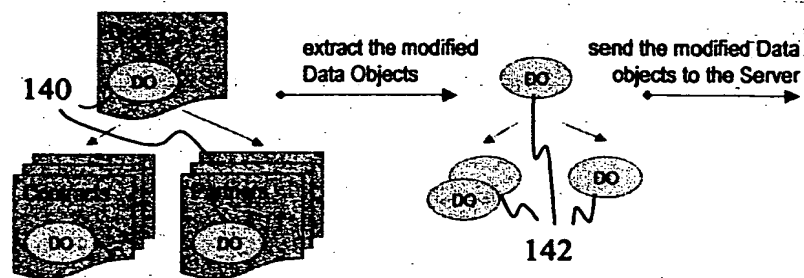 extract the modified
Data Objects
send the modified Data
objects to the Server
140
DO
DO
DO
DO
DO
DO
142